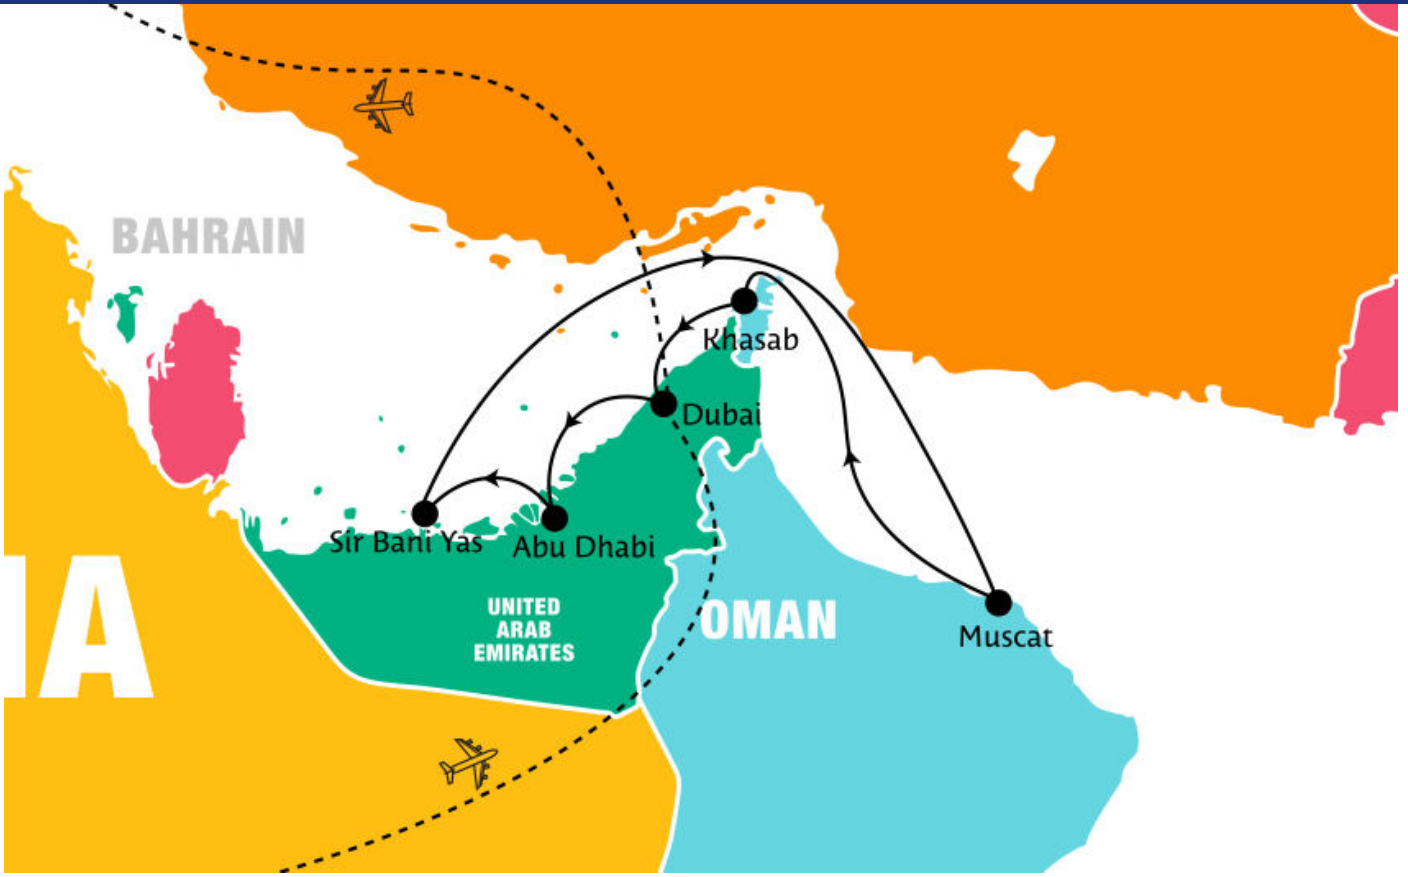 BAHRAIN
Khasab
Dubai
Sir Bani Yas
Abu Dhabi
UNITED
ARAB
EMIRATES
OMAN
Muscat
IA